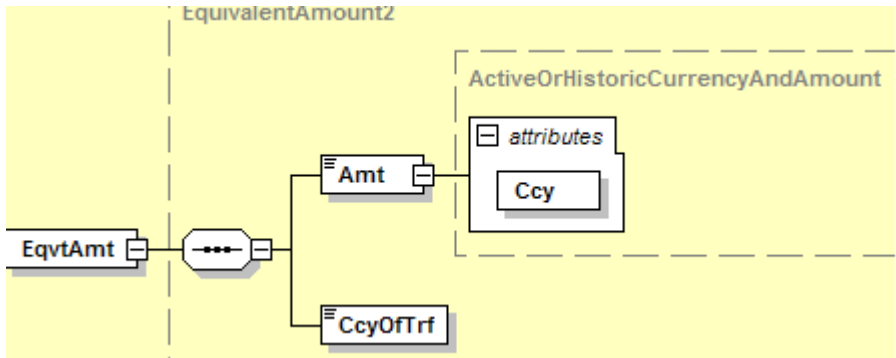 EquivalentAmount2
ActiveOrHistoricCurrencyAndAmount
attributes
Amt
Ccy
EqvtAmt
CcyOfTrf